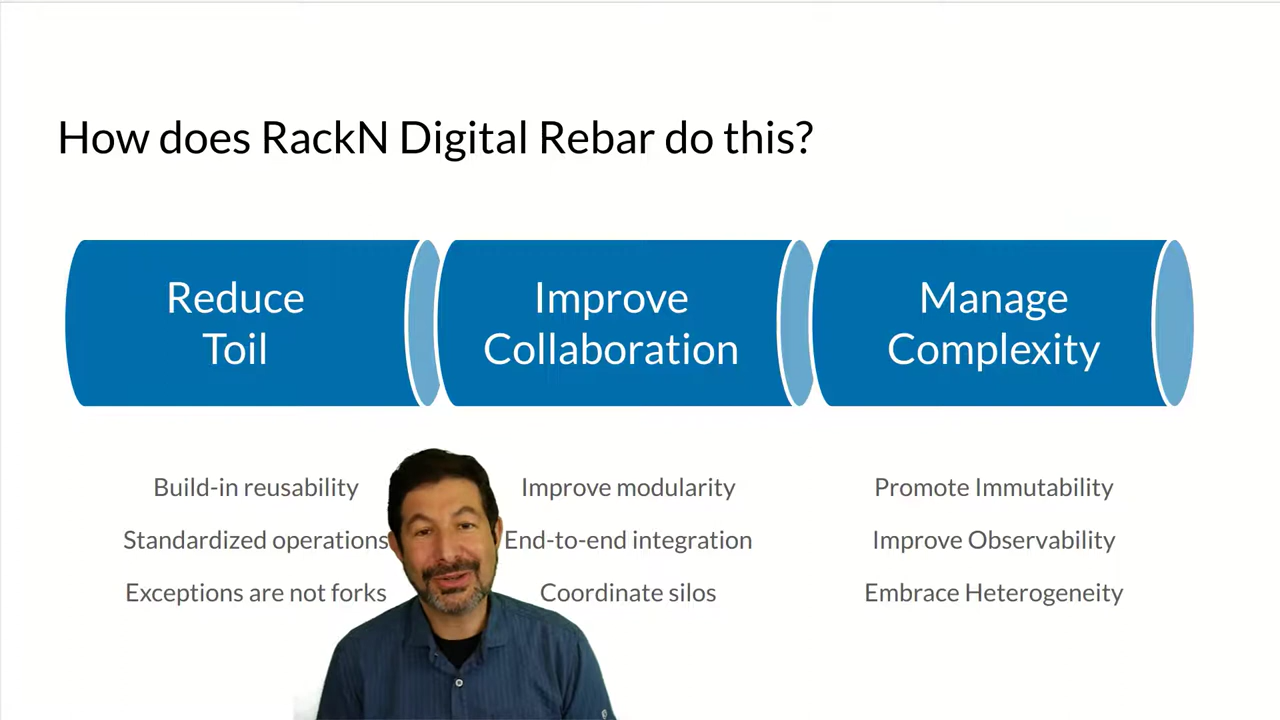 How does RackN Digital Rebar do this?
Reduce
Toil
Improve
Collaboration
Manage
Complexity
Build-in reusability
Standardized operations
Exceptions are not forks
Improve modularity
End-to-end integration
Coordinate silos
Promote Immutability
Improve Observability
Embrace Heterogeneity